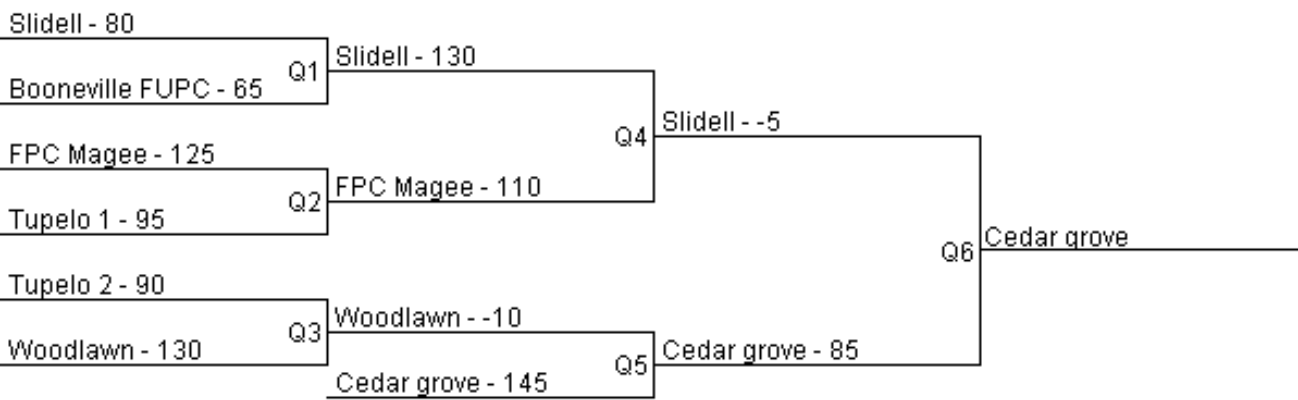 Slidell - 80
Slidell - 130
Q1
Booneville FUPC - 65
Slidell - -5
Q4
FPC Magee - 125
FPC Magee - 110
Q2
Tupelo 1 - 95
Cedar grove
Q6
Tupelo 2 - 90
Woodlawn - -10
Q3
Woodlawn - 130
Cedar grove - 85
Q5
Cedar grove - 145